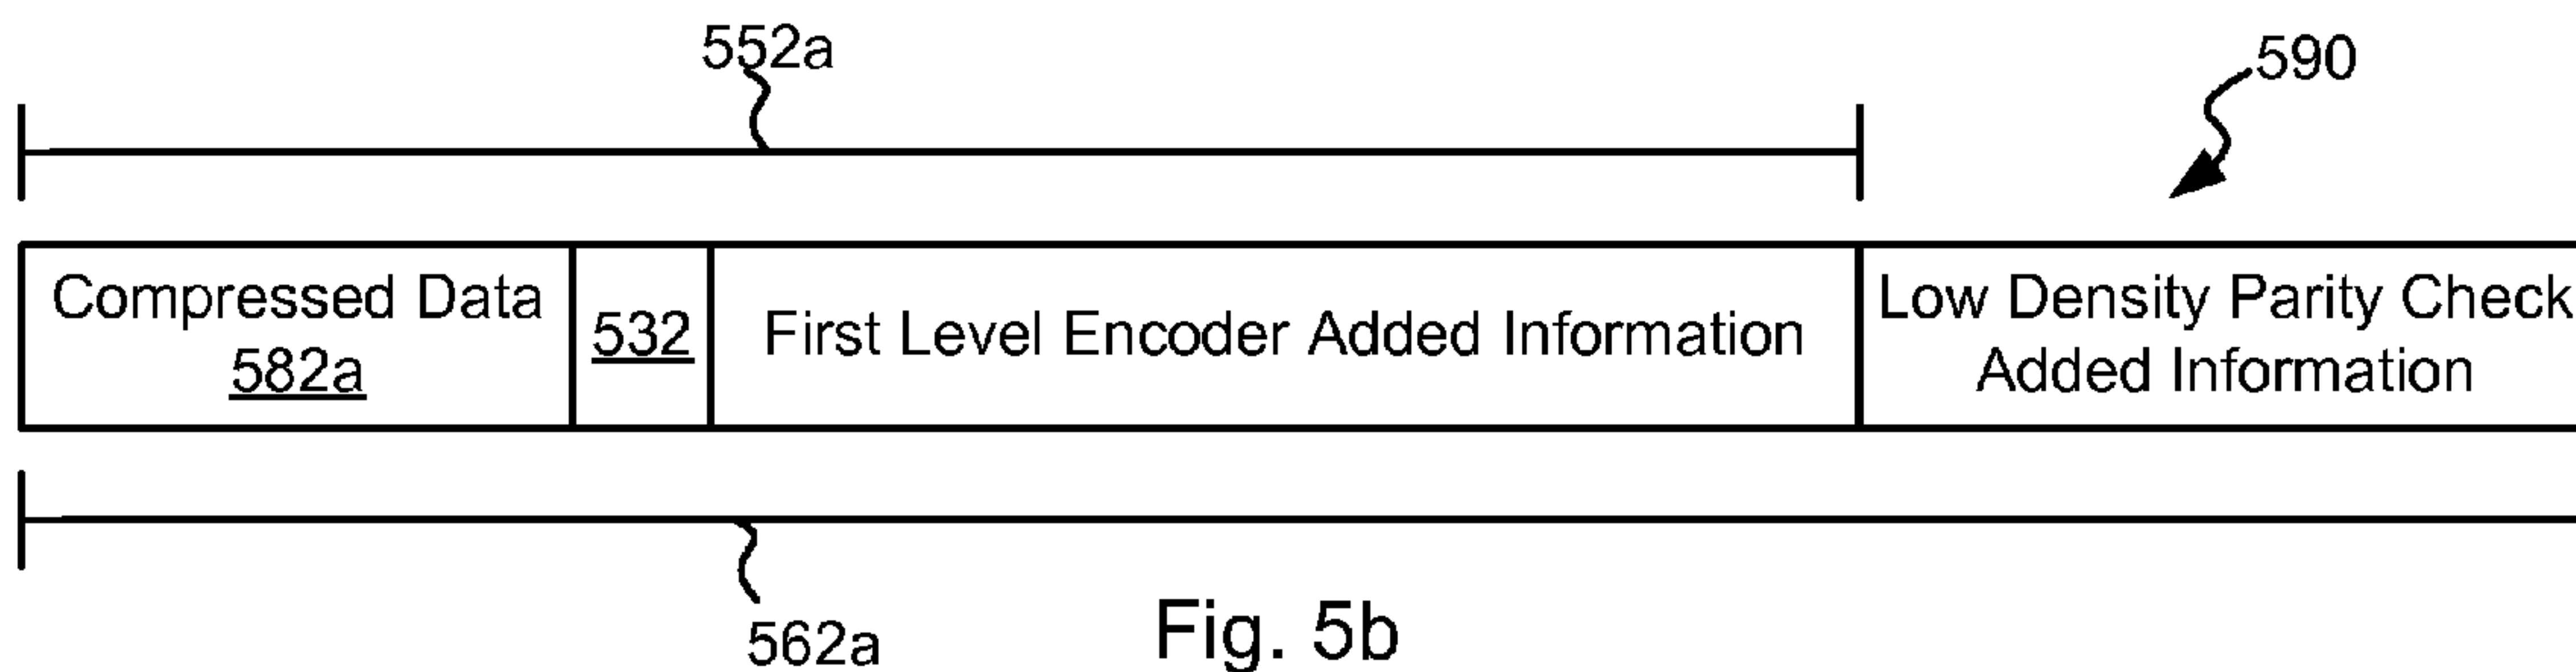 552a
590
Compressed Data
582a
532
First Level Encoder Added Information
Low Density Parity Check
Added Information
562a
Fig. 5b